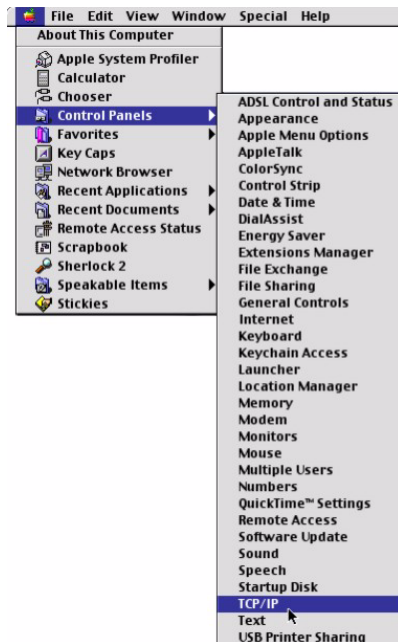 File Edit View Window Special Help
About This Computer
Apple System Profiler
Calculator
Chooser
Control Panels
Favorites
Key Caps
Network Browser
Recent Applications
Recent Documents
Remote Access Status
Scrapbook
Sherlock 2
Speakable Items
Stickies
ADSL Control and Status
Appearance
Apple Menu Options
AppleTalk
ColorSync
Control Strip
Date & Time
DialAssist
Energy Saver
Extensions Manager
File Exchange
File Sharing
General Controls
Internet
Keyboard
Keychain Access
Launcher
Location Manager
Memory
Modem
Monitors
Mouse
Multiple Users
Numbers
QuickTime™ Settings
Remote Access
Software Update
Sound
Speech
Startup Disk
TCP/IP
Text
USB Printer Sharing